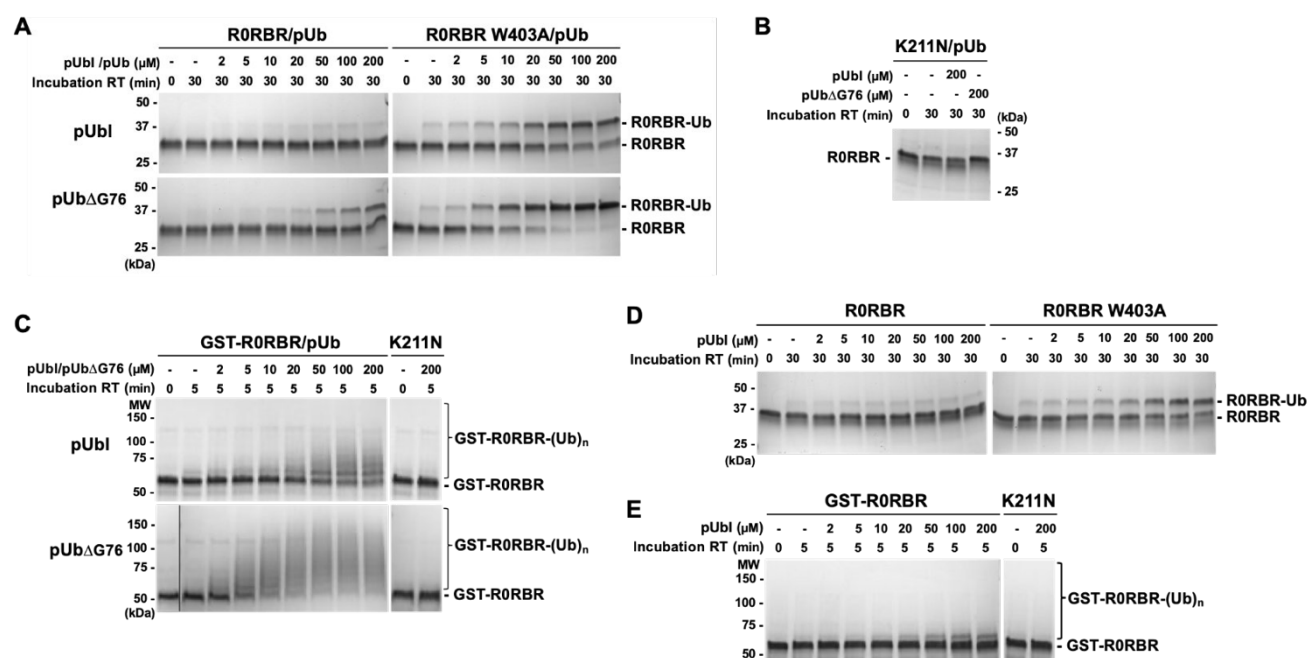 A
R0RBR/pUb R0RBR W403A/pUb
pUbl /pUb (µM) - - 2 5 10 20 50 100 200 - - 2 5 10 20 50 100 200
Incubation RT (min) 0 30 30 30 30 30 30 30 30 0 30 30 30 30 30 30 30 30
pUbl
50 -
37 -
25 -
- R0RBR-Ub
- R0RBR
pUbΔG76
50 -
37 -
25 -
(kDa)
- R0RBR-Ub
- R0RBR
B
K211N/pUb
pUbl (µM) - - 200 -
pUbΔG76 (µM) - - - 200
Incubation RT (min) 0 30 30 30 (kDa)
R0RBR -
- 50
- 37
- 25
C
GST-R0RBR/pUb K211N
pUbl/pUbΔG76 (µM) - - 2 5 10 20 50 100 200 - 200
Incubation RT (min) 0 5 5 5 5 5 5 5 5 0 5
MW
pUbl
150 -
100 -
75 -
50 -
GST-R0RBR-(Ub)n
- GST-R0RBR
pUbΔG76
150 -
100 -
75 -
50 -
(kDa)
GST-R0RBR-(Ub)n
- GST-R0RBR
D
R0RBR R0RBR W403A
pUbl (µM) - - 2 5 10 20 50 100 200 - - 2 5 10 20 50 100 200
Incubation RT (min) 0 30 30 30 30 30 30 30 30 0 30 30 30 30 30 30 30 30
50 -
37 -
25 -
(kDa)
- R0RBR-Ub
- R0RBR
E
GST-R0RBR K211N
pUbl (µM) - - 2 5 10 20 50 100 200 - 200
Incubation RT (min) 0 5 5 5 5 5 5 5 5 0 5
MW
150 -
100 -
75 -
50 -
GST-R0RBR-(Ub)n
- GST-R0RBR